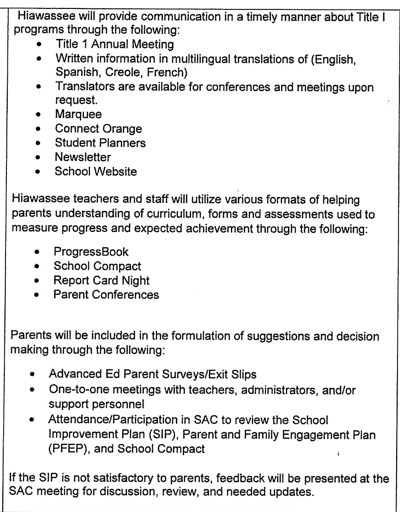 Hiawassee will provide communication in a timely manner about Title I
programs through the following:
• Title 1 Annual Meeting
• Written information in multilingual translations of (English,
Spanish, Creole, French)
• Translators are available for conferences and meetings upon
request.
• Marquee
• Connect Orange
• Student Planners
• Newsletter
• School Website
Hiawassee teachers and staff will utilize various formats of helping
parents understanding of curriculum, forms and assessments used to
measure progress and expected achievement through the following:
• ProgressBook
• School Compact
• Report Card Night
• Parent Conferences
Parents will be included in the formulation of suggestions and decision
making through the following:
• Advanced Ed Parent Surveys/Exit Slips
• One-to-one meetings with teachers, administrators, and/or
support personnel
• Attendance/Participation in SAC to review the School
Improvement Plan (SIP), Parent and Family Engagement Plan
(PFEP), and School Compact
If the SIP is not satisfactory to parents, feedback will be presented at the
SAC meeting for discussion, review, and needed updates.